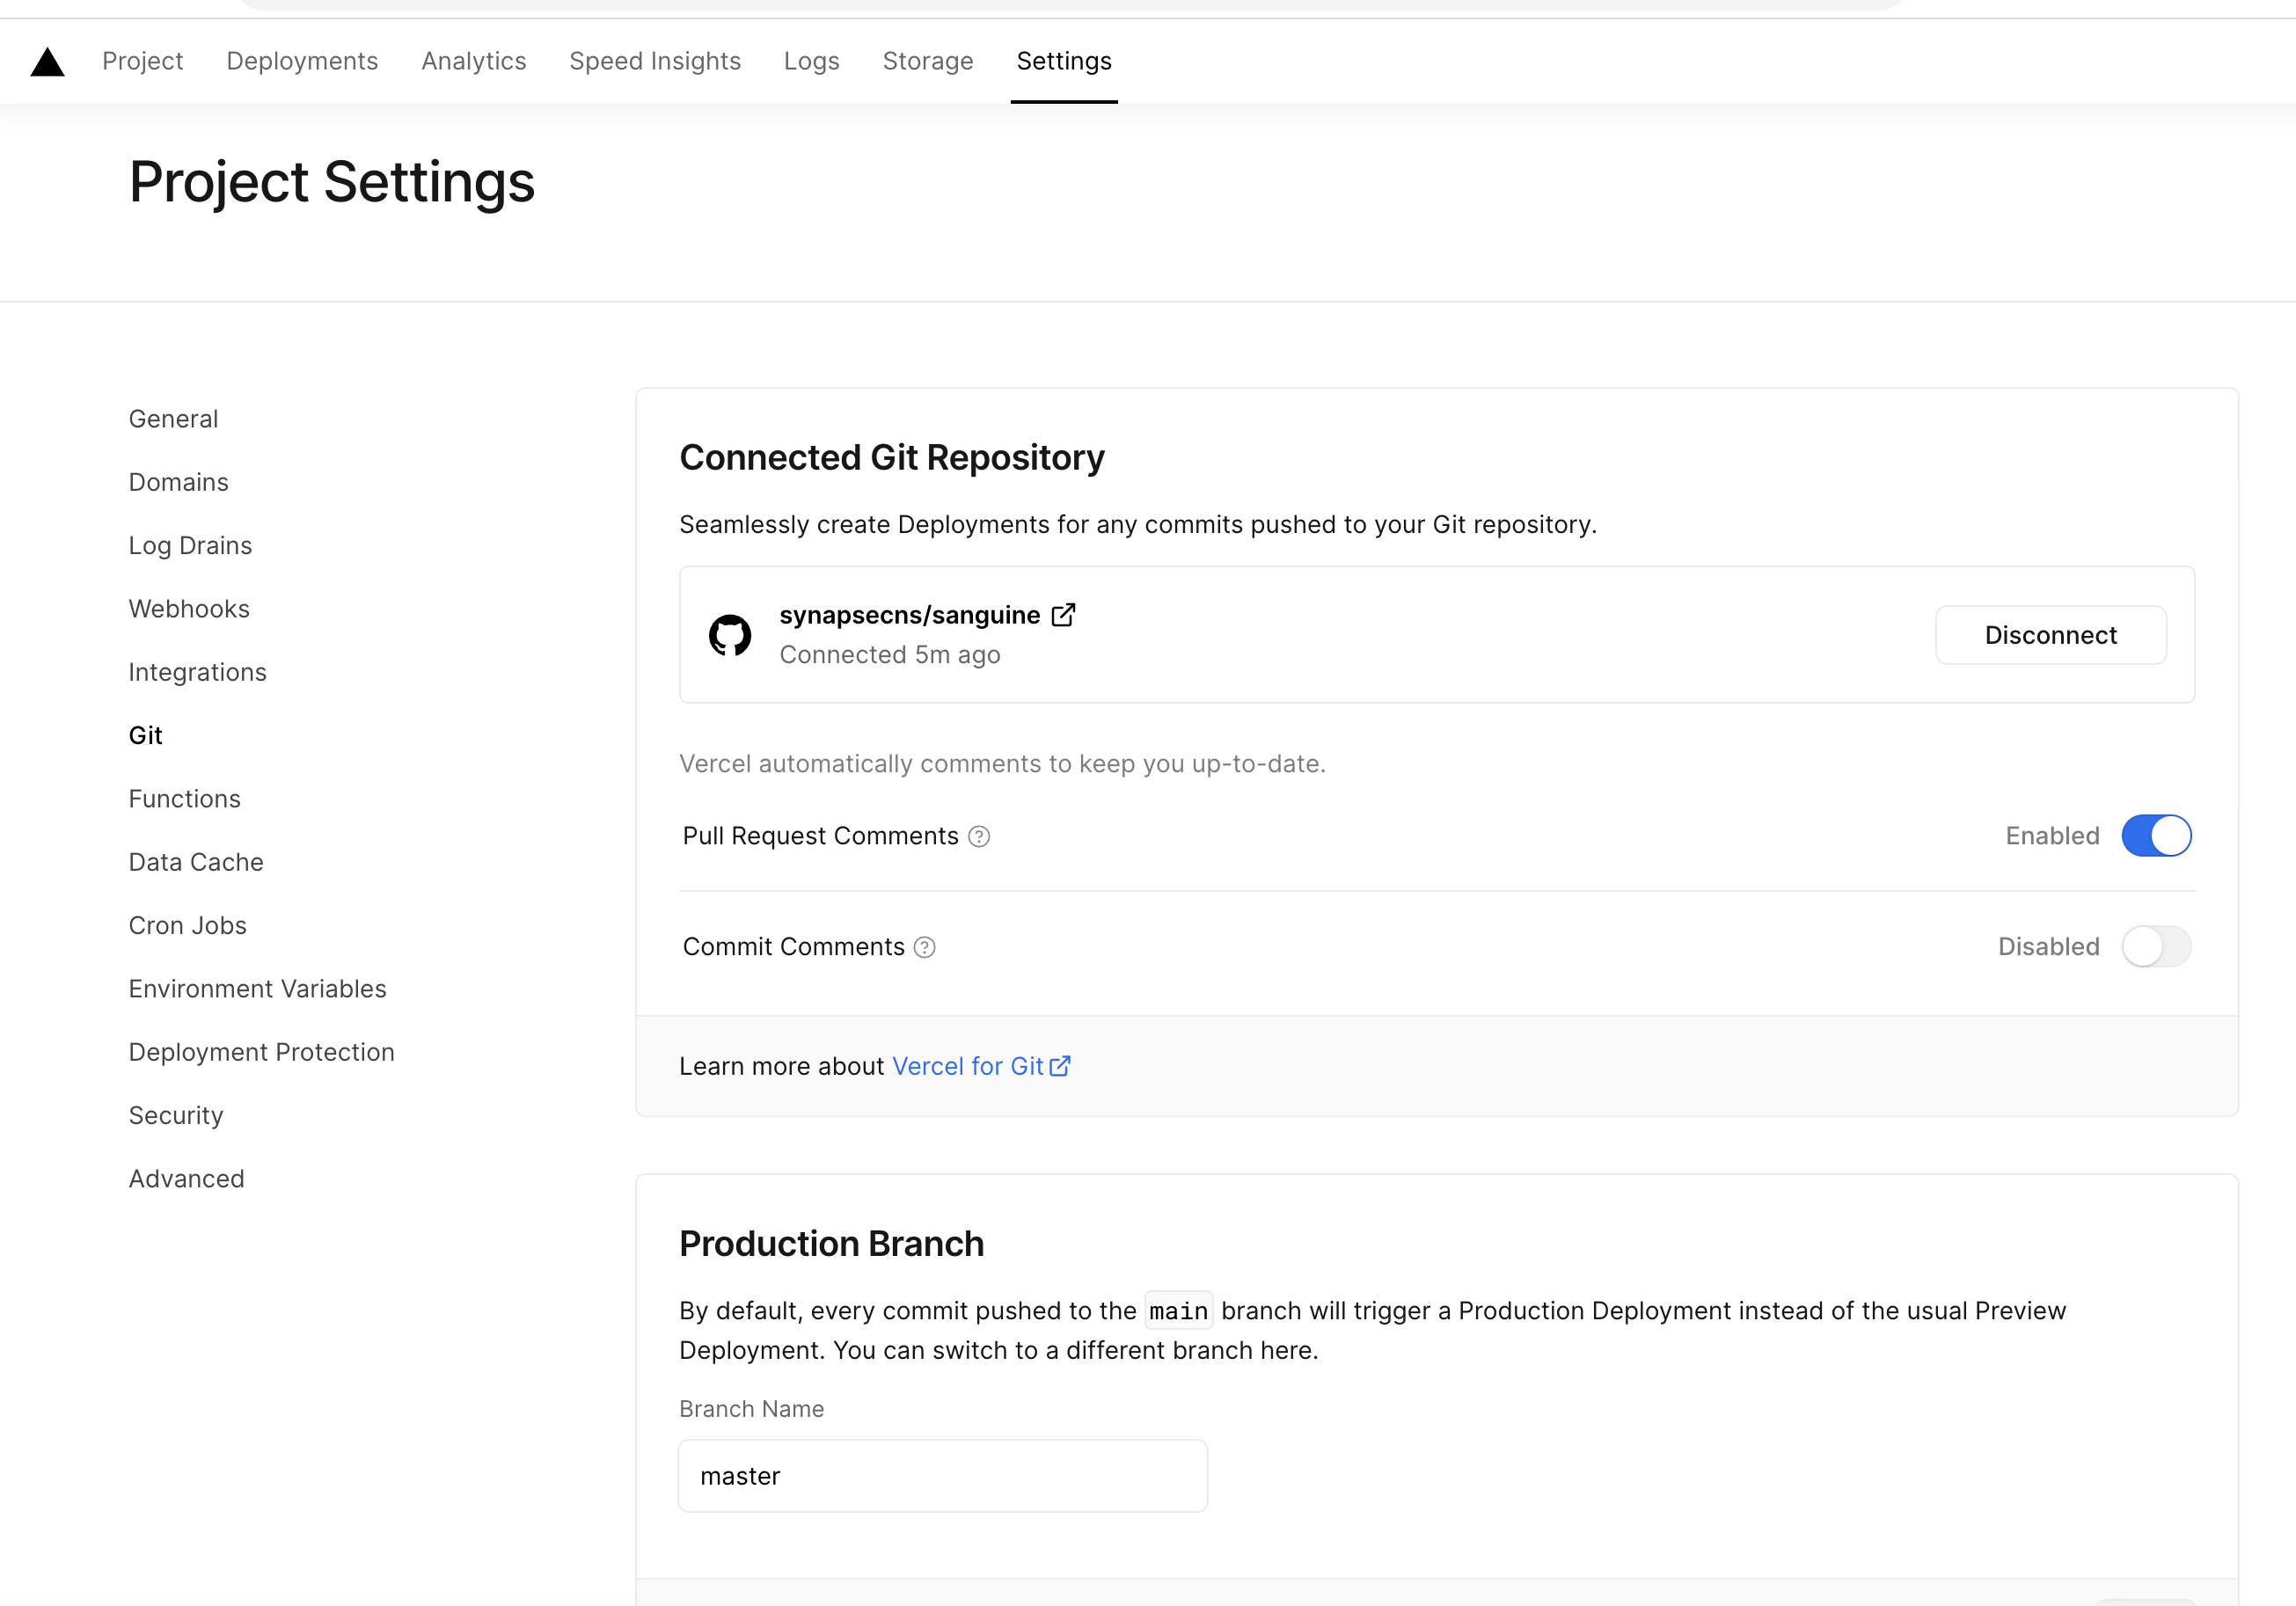 Project Deployments Analytics Speed Insights Logs Storage Settings
Project Settings
General
Domains
Log Drains
Webhooks
Integrations
Git
Functions
Data Cache
Cron Jobs
Environment Variables
Deployment Protection
Security
Advanced
Connected Git Repository
Seamlessly create Deployments for any commits pushed to your Git repository.
synapsecns/sanguine
Connected 5m ago
Disconnect
Vercel automatically comments to keep you up-to-date.
Pull Request Comments
Enabled
Commit Comments
Disabled
Learn more about Vercel for Git
Production Branch
By default, every commit pushed to the main branch will trigger a Production Deployment instead of the usual Preview
Deployment. You can switch to a different branch here.
Branch Name
master